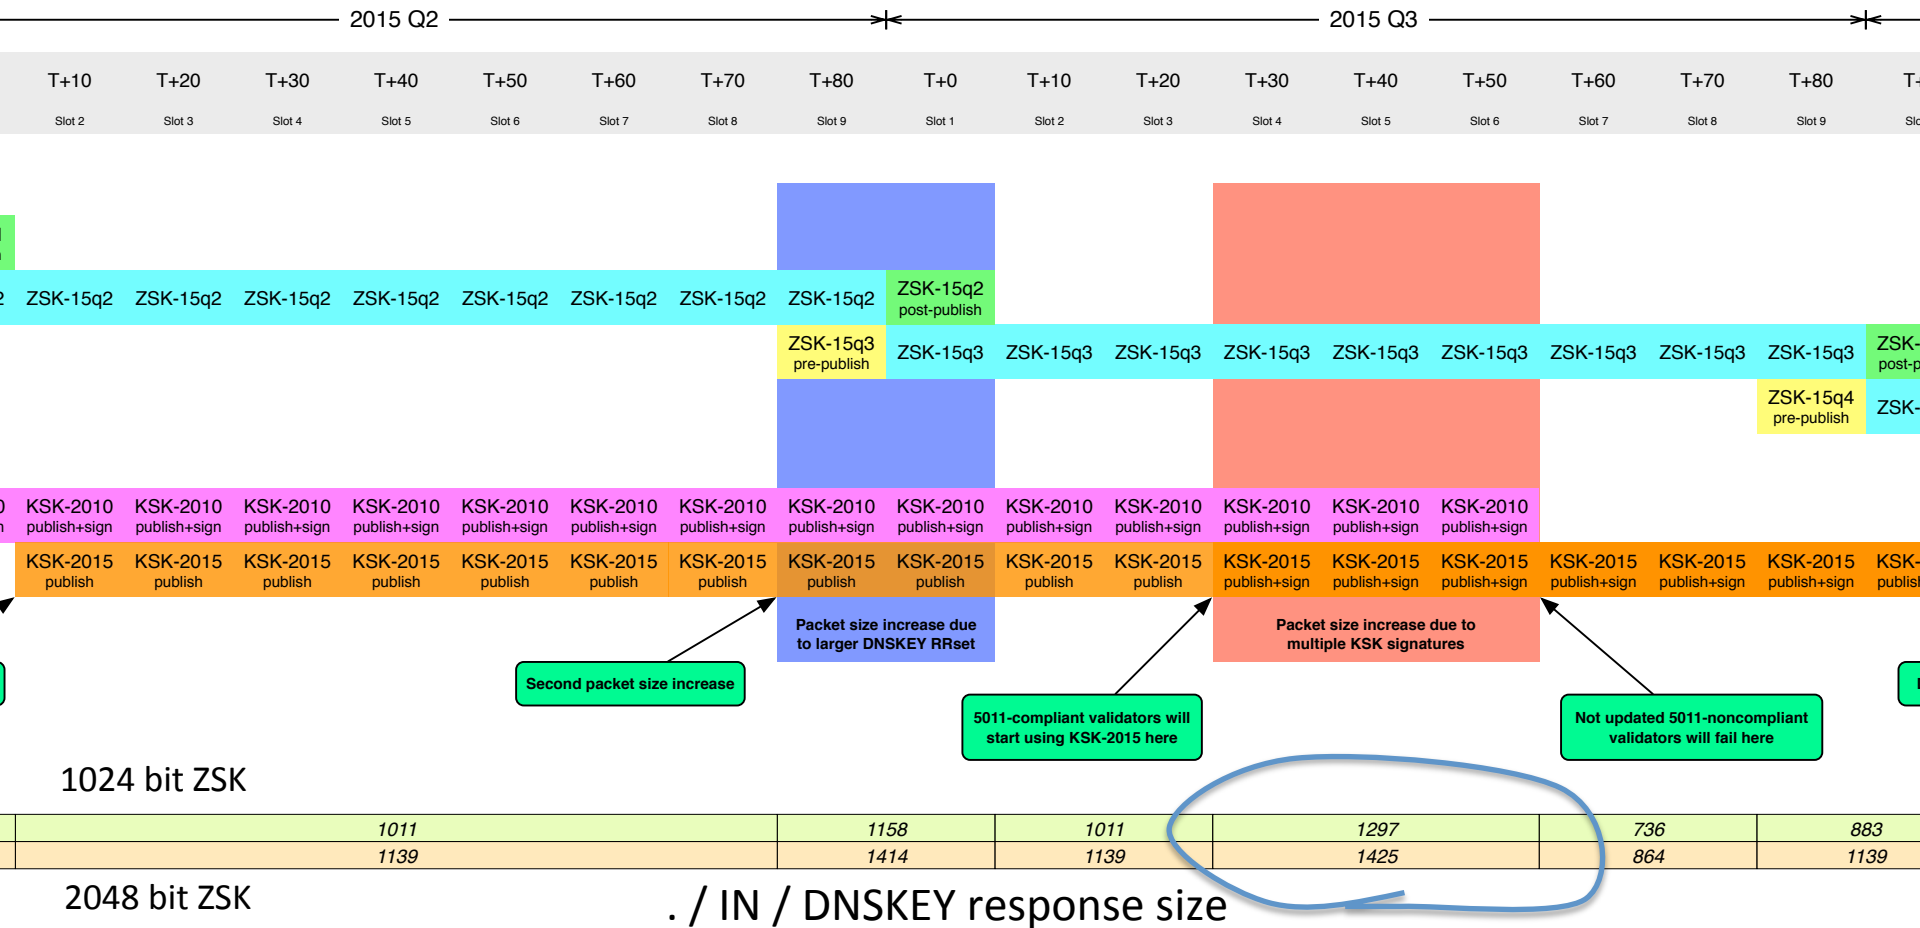 2015 Q2 2015 Q3
T+10 T+20 T+30 T+40 T+50 T+60 T+70 T+80 T+0 T+10 T+20 T+30 T+40 T+50 T+60 T+70 T+80
Slot 2 Slot 3 Slot 4 Slot 5 Slot 6 Slot 7 Slot 8 Slot 9 Slot 1 Slot 2 Slot 3 Slot 4 Slot 5 Slot 6 Slot 7 Slot 8 Slot 9
ZSK-15q2 ZSK-15q2 ZSK-15q2 ZSK-15q2 ZSK-15q2 ZSK-15q2 ZSK-15q2 ZSK-15q2 ZSK-15q2
post-publish
ZSK-15q3 ZSK-15q3 ZSK-15q3 ZSK-15q3 ZSK-15q3 ZSK-15q3 ZSK-15q3 ZSK-15q3 ZSK-15q3 ZSK-15q3 ZSK-
pre-publish post-p
ZSK-15q4 ZSK-
pre-publish
KSK-2010 KSK-2010 KSK-2010 KSK-2010 KSK-2010 KSK-2010 KSK-2010 KSK-2010 KSK-2010 KSK-2010 KSK-2010 KSK-2010 KSK-2010 KSK-2010
publish+sign publish+sign publish+sign publish+sign publish+sign publish+sign publish+sign publish+sign publish+sign publish+sign publish+sign publish+sign publish+sign publish+sign
KSK-2015 KSK-2015 KSK-2015 KSK-2015 KSK-2015 KSK-2015 KSK-2015 KSK-2015 KSK-2015 KSK-2015 KSK-2015 KSK-2015 KSK-2015 KSK-2015 KSK-2015 KSK-2015 KSK-2015 KSK-
publish publish publish publish publish publish publish publish publish publish publish publish+sign publish+sign publish+sign publish+sign publish+sign publish+sign publish
Packet size increase due
to larger DNSKEY RRset
Packet size increase due to
multiple KSK signatures
Second packet size increase
5011-compliant validators will
start using KSK-2015 here
Not updated 5011-noncompliant
validators will fail here
1024 bit ZSK
1011 1158 1011 1297 736 883
1139 1414 1139 1425 864 1139
2048 bit ZSK
. / IN / DNSKEY response size